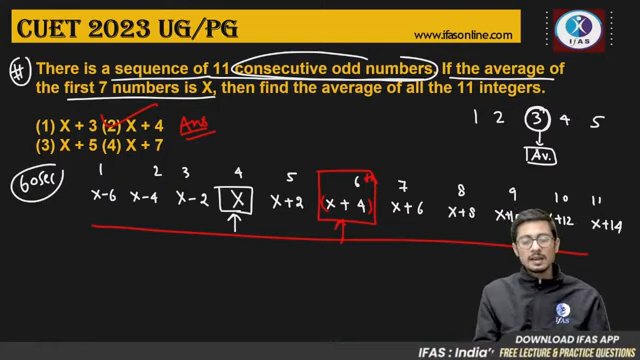 CUET 2023 UG/PG
www.ifasonline.com
iFAS
# There is a sequence of 11 consecutive odd numbers. If the average of
the first 7 numbers is X, then find the average of all the 11 integers.
(1) X + 3 (2) X + 4 Ans
(3) X + 5 (4) X + 7
1 2 3 4 5
Av.
60sec
1 2 3 4 5 6th 7 8 9 10 11
x-6 x-4 x-2 X x+2 (x + 4) x+6 x+8 x+10 x+12 x+14
iFAS
DOWNLOAD IFAS APP
IFAS : India's FREE LECTURE & PRACTICE QUESTIONS